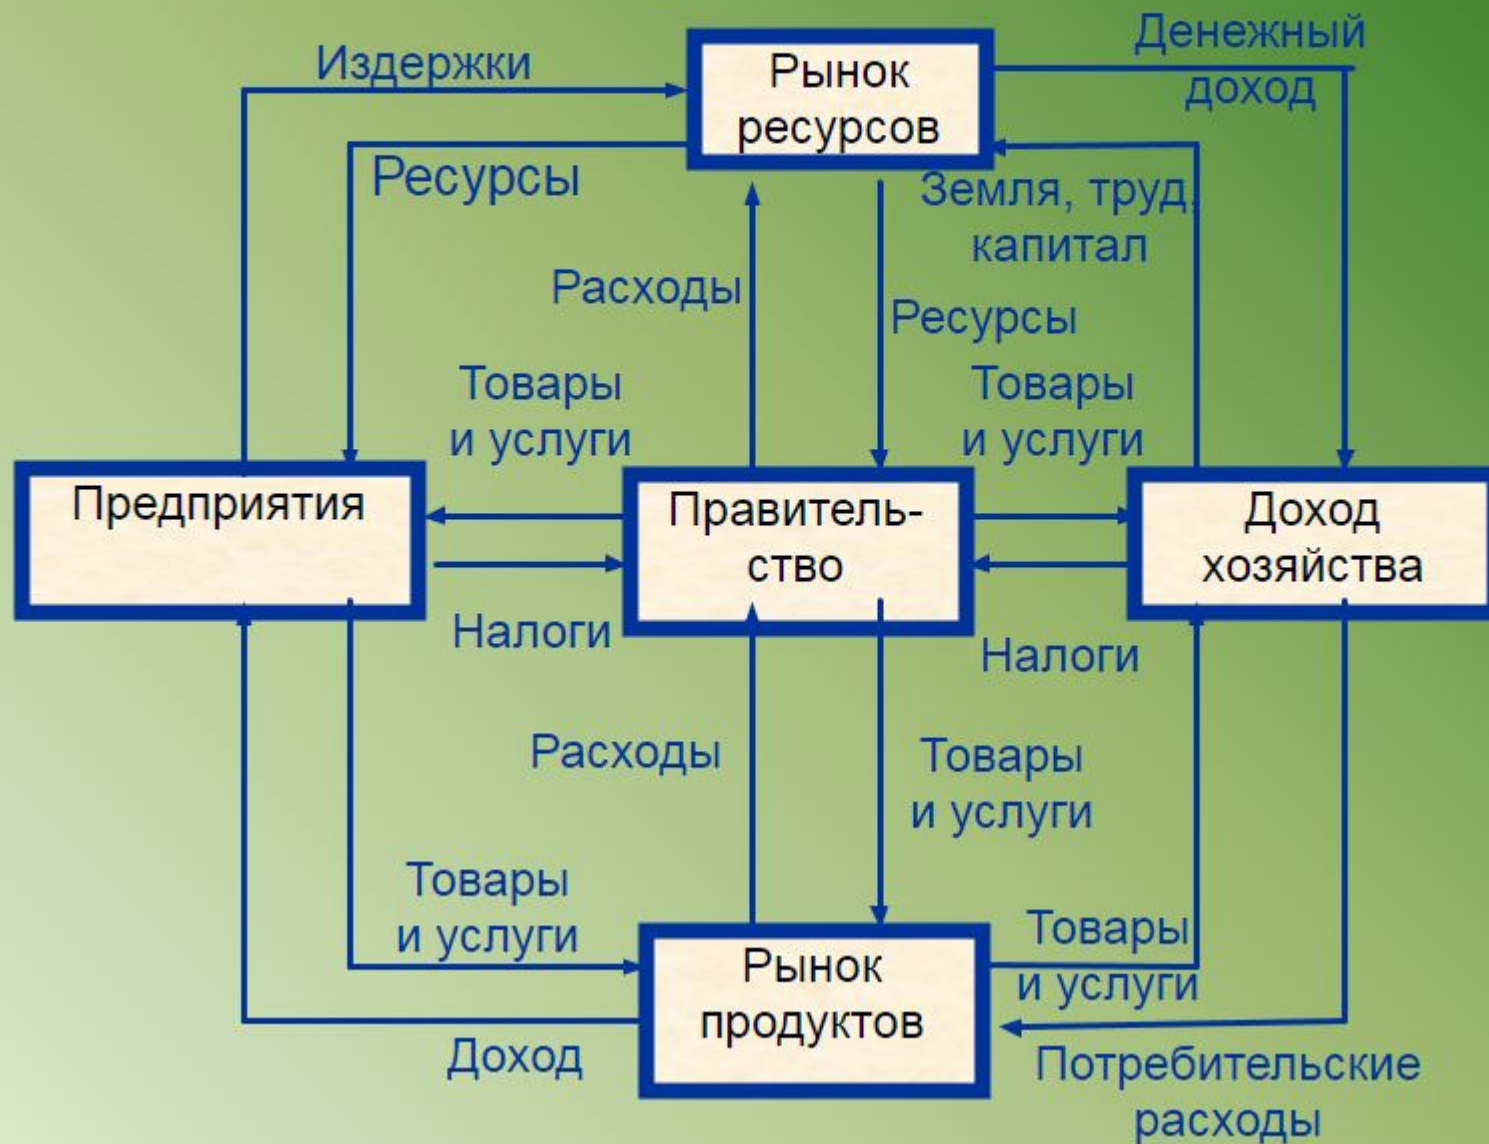 Издержки
Рынок
ресурсов
Денежный
доход
Ресурсы
Земля, труд,
капитал
Расходы
Ресурсы
Товары
и услуги
Товары
и услуги
Предприятия
Правитель-
ство
Доход
хозяйства
Налоги
Налоги
Расходы
Товары
и услуги
Товары
и услуги
Рынок
продуктов
Товары
и услуги
Доход
Потребительские
расходы